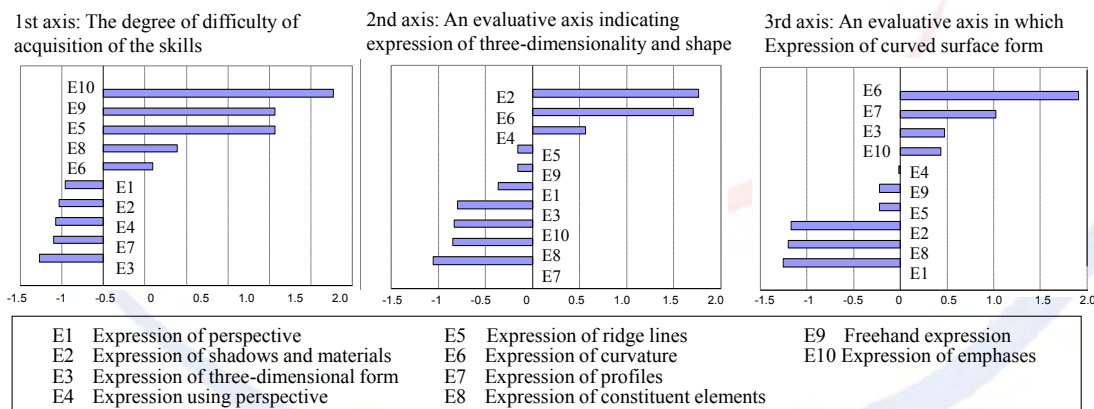 1st axis: The degree of difficulty of
acquisition of the skills
E10
E9
E5
E8
E6
E1
E2
E4
E7
E3
-1.5 -1 -0.5 0 0.5 1.0 1.5 2.0
2nd axis: An evaluative axis indicating
expression of three-dimensionality and shape
E2
E6
E4
E5
E9
E1
E3
E10
E8
E7
-1.5 -1 -0.5 0 0.5 1.0 1.5 2.0
3rd axis: An evaluative axis in which
Expression of curved surface form
E6
E7
E3
E10
E4
E9
E5
E2
E8
E1
-1.5 -1 -0.5 0 0.5 1.0 1.5 2.0
E1 Expression of perspective
E2 Expression of shadows and materials
E3 Expression of three-dimensional form
E4 Expression using perspective
E5 Expression of ridge lines
E6 Expression of curvature
E7 Expression of profiles
E8 Expression of constituent elements
E9 Freehand expression
E10 Expression of emphases